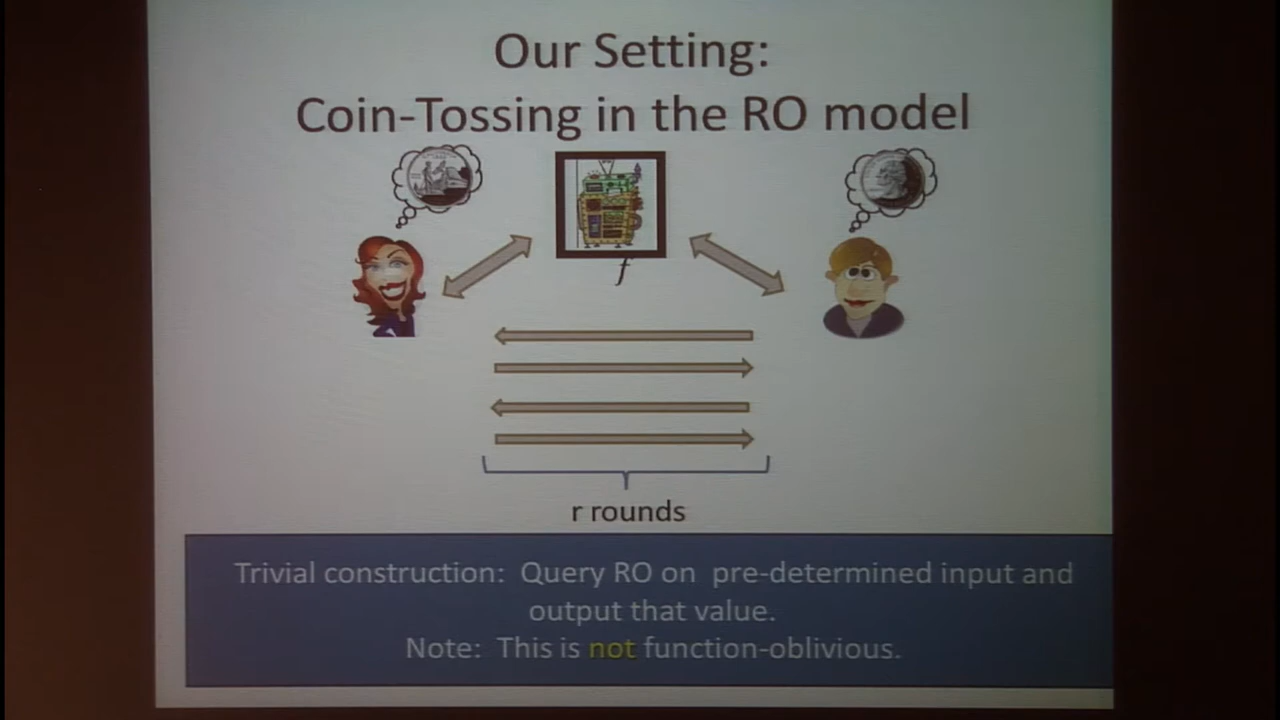 Our Setting:
Coin-Tossing in the RO model
f
r rounds
Trivial construction: Query RO on pre-determined input and
output that value.
Note: This is not function-oblivious.